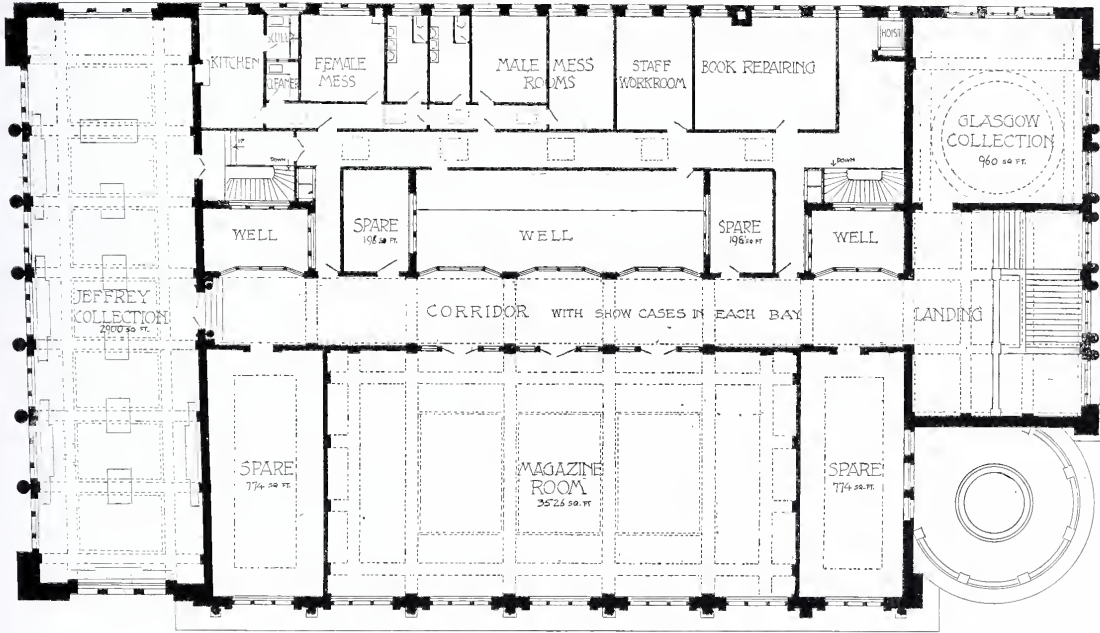 KITCHEN
SCULL
CLEANER
FEMALE
MESS
MALE MESS
ROOMS
STAFF
WORKROOM
BOOK REPAIRING
HOIST
GLASGOW
COLLECTION
960 SQ FT.
UP
DOWN
DOWN
WELL
SPARE
198 SQ FT.
WELL
SPARE
198 SQ FT
WELL
JEFFREY
COLLECTION
2900 SQ FT.
CORRIDOR WITH SHOW CASES IN EACH BAY
LANDING
SPARE
774 SQ FT.
MAGAZINE
ROOM
3526 SQ. FT
SPARE
774 SQ. FT.